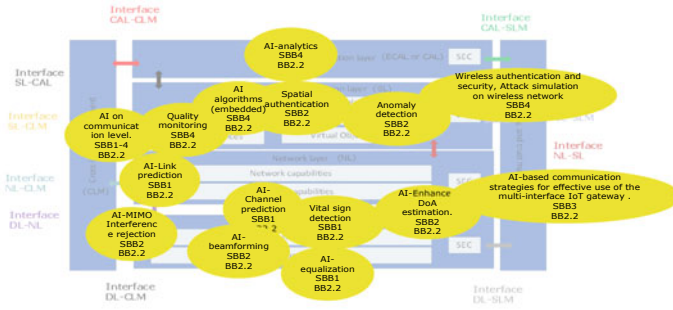 Interface
CAL-CLM
Interface
CAL-SLM
AI-analytics
SBB4
BB2.2
layer (ECAL or CAL)
SEC
Interface
SL-CAL
Interface
SL-CLM
AI
algorithms
(embedded)
SBB4
BB2.2
Spatial
authentication
SBB2
BB2.2
layer (SL)
Anomaly
detection
SBB2
BB2.2
Wireless authentication and
security, Attack simulation
on wireless network
SBB4
BB2.2
AI on
communicat
ion level.
SBB1-4
BB2.2
Quality
monitoring
SBB4
BB2.2
Interface
NL-SL
Network layer (NL)
Network capabilities
Interface
NL-CLM
(CLM)
AI-Link
prediction
SBB1
BB2.2
Interface
DL-NL
AI-MIMO
Interferenc
e rejection
SBB2
BB2.2
AI-
Channel
prediction
SBB1
BB2.2
Vital sign
detection
SBB1
BB2.2
AI-Enhance
DoA
estimation.
SBB2
BB2.2
AI-based communication
strategies for effective use of the
multi-interface IoT gateway .
SBB3
BB2.2
AI-
beamforming
SBB2
BB2.2
AI-
equalization
SBB1
BB2.2
SEC
Interface
DL-CLM
Interface
DL-SLM